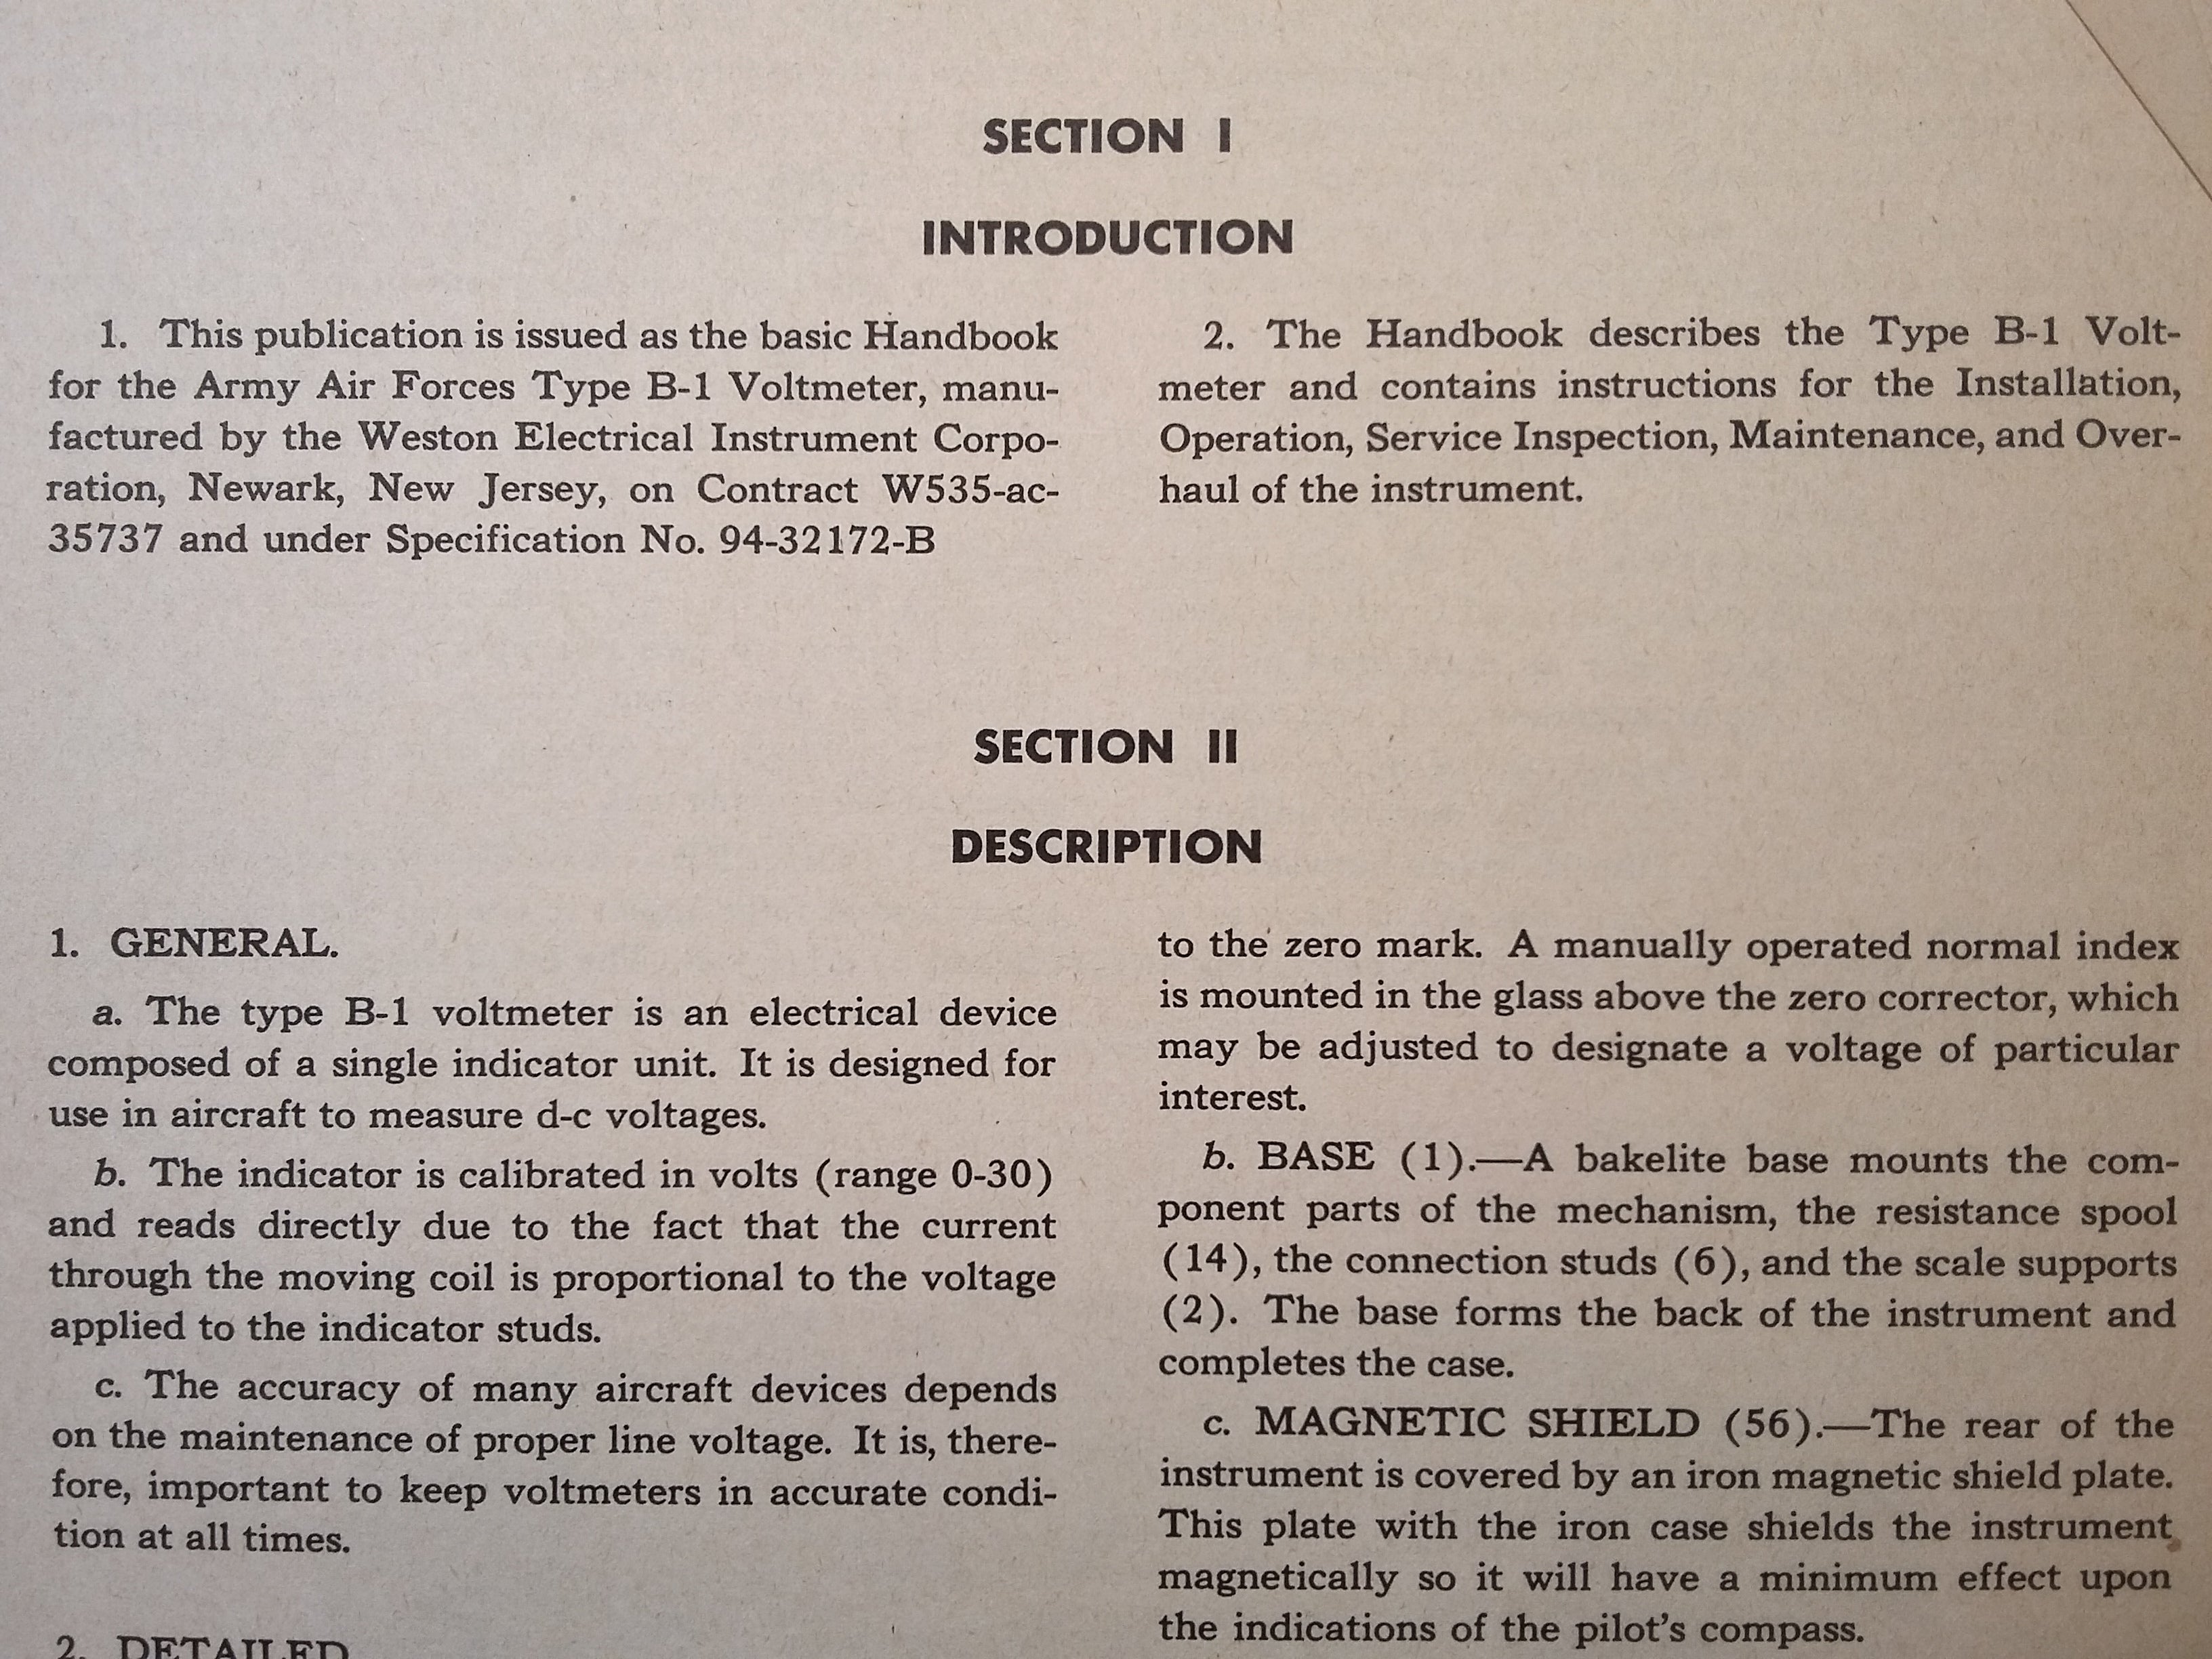 SECTION I
INTRODUCTION
1. This publication is issued as the basic Handbook
for the Army Air Forces Type B-1 Voltmeter, manu-
factured by the Weston Electrical Instrument Corpo-
ration, Newark, New Jersey, on Contract W535-ac-
35737 and under Specification No. 94-32172-B
2. The Handbook describes the Type B-1 Volt-
meter and contains instructions for the Installation,
Operation, Service Inspection, Maintenance, and Over-
haul of the instrument.
SECTION II
DESCRIPTION
1. GENERAL.
a. The type B-1 voltmeter is an electrical device
composed of a single indicator unit. It is designed for
use in aircraft to measure d-c voltages.
b. The indicator is calibrated in volts (range 0-30)
and reads directly due to the fact that the current
through the moving coil is proportional to the voltage
applied to the indicator studs.
c. The accuracy of many aircraft devices depends
on the maintenance of proper line voltage. It is, there-
fore, important to keep voltmeters in accurate condi-
tion at all times.
2. DETAILED
to the zero mark. A manually operated normal index
is mounted in the glass above the zero corrector, which
may be adjusted to designate a voltage of particular
interest.
b. BASE (1).—A bakelite base mounts the com-
ponent parts of the mechanism, the resistance spool
(14), the connection studs (6), and the scale supports
(2). The base forms the back of the instrument and
completes the case.
c. MAGNETIC SHIELD (56).—The rear of the
instrument is covered by an iron magnetic shield plate.
This plate with the iron case shields the instrument
magnetically so it will have a minimum effect upon
the indications of the pilot's compass.